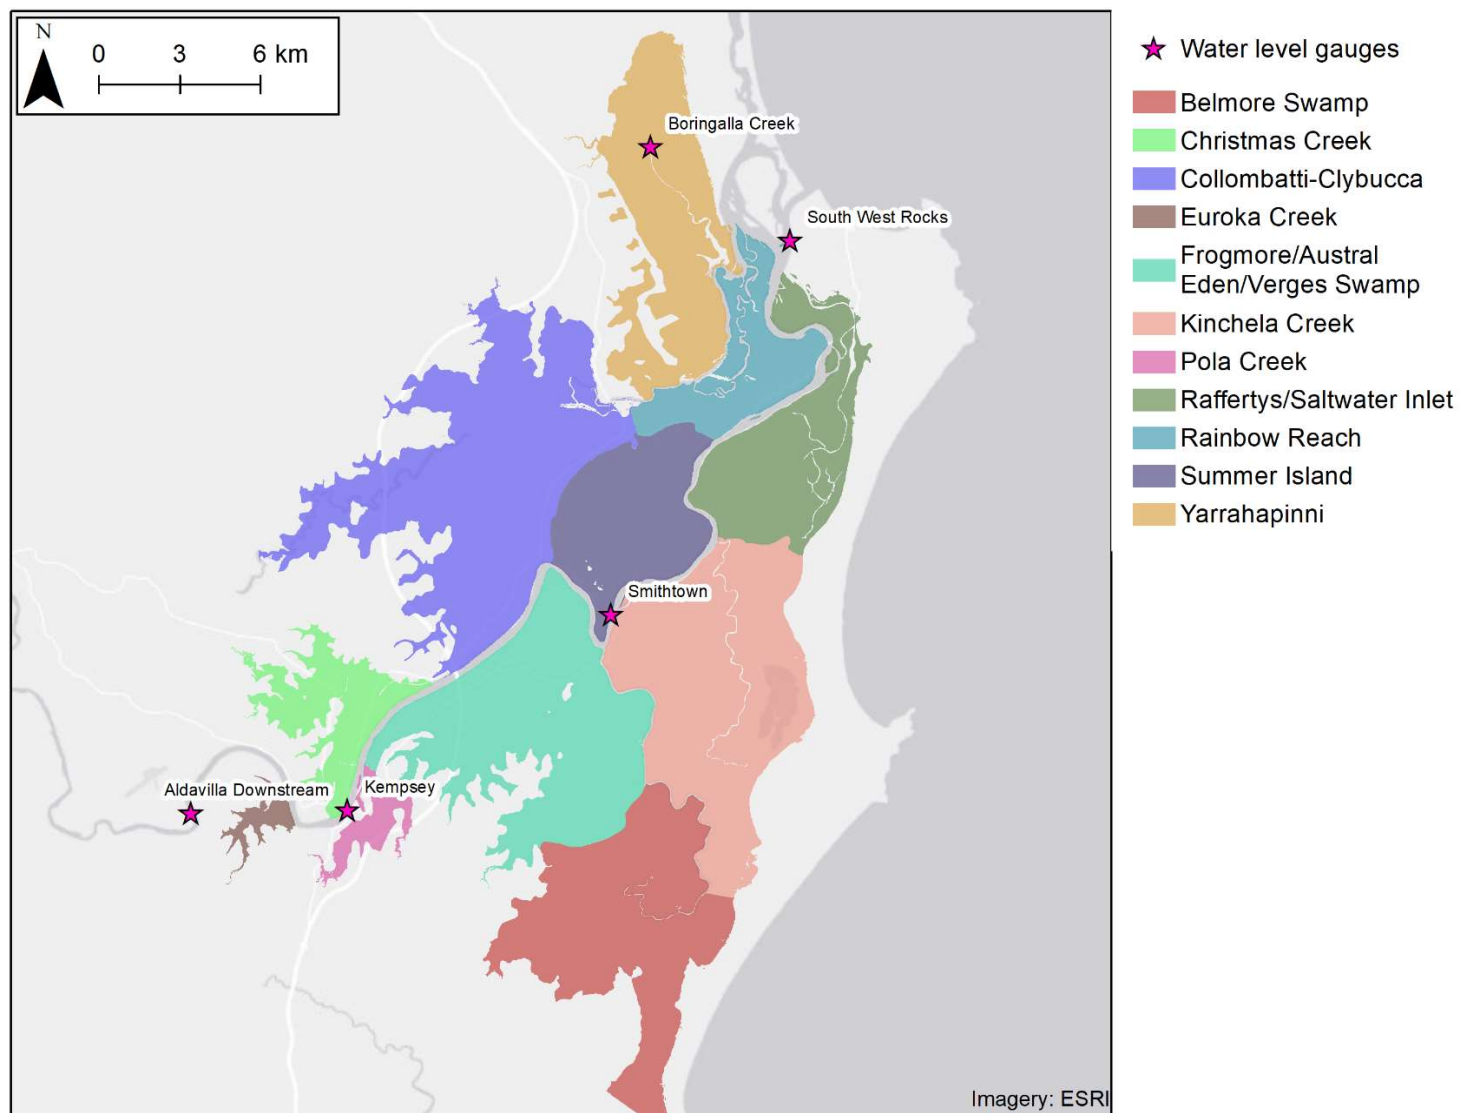 N
0 3 6 km
Boringalla Creek
South West Rocks
Smithtown
Aldavilla Downstream
Kempsey
Imagery: ESRI
Water level gauges
Belmore Swamp
Christmas Creek
Collombatti-Clybucca
Euroka Creek
Frogmore/Austral
Eden/Verges Swamp
Kinchela Creek
Pola Creek
Raffertys/Saltwater Inlet
Rainbow Reach
Summer Island
Yarrahapinni